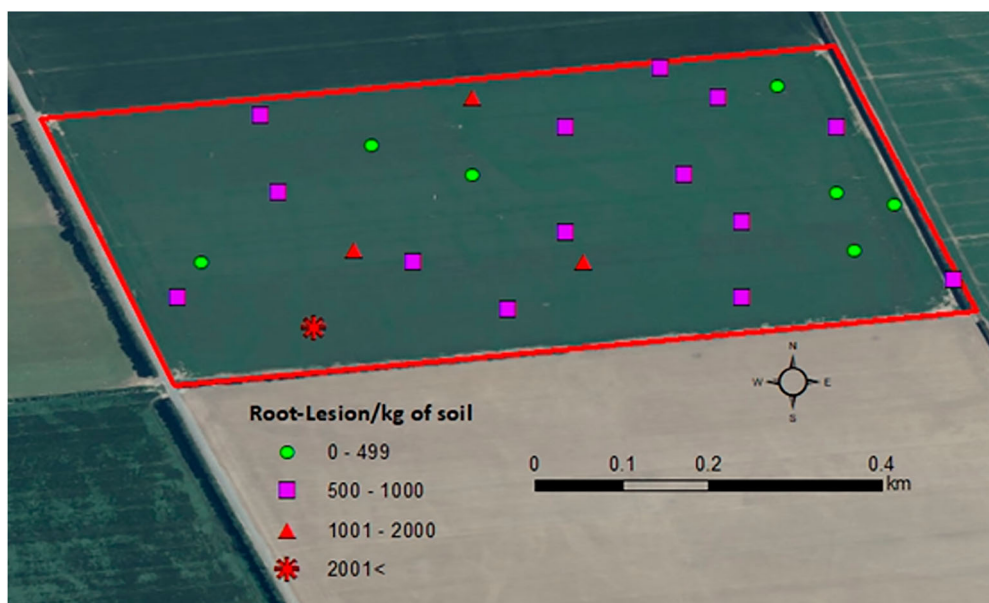 N
W E
S
Root-Lesion/kg of soil
0 - 499
500 - 1000
1001 - 2000
2001<
0 0.1 0.2 0.4
km